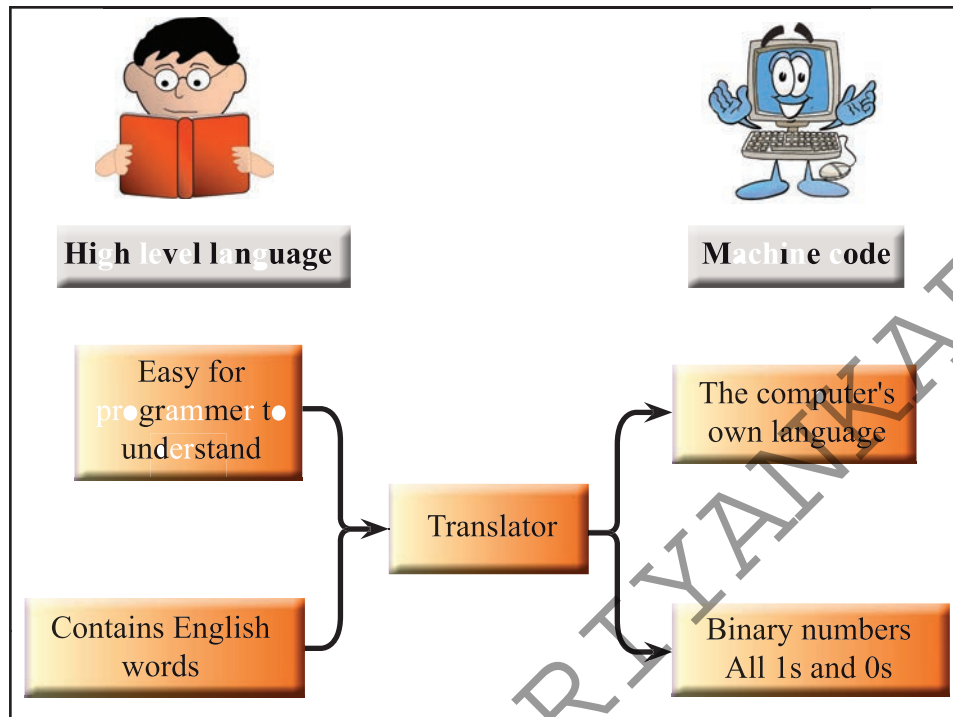 High level language
Machine code
Easy for
programmer to
understand
The computer's
own language
Translator
Contains English
words
Binary numbers
All 1s and 0s
RIYANKA